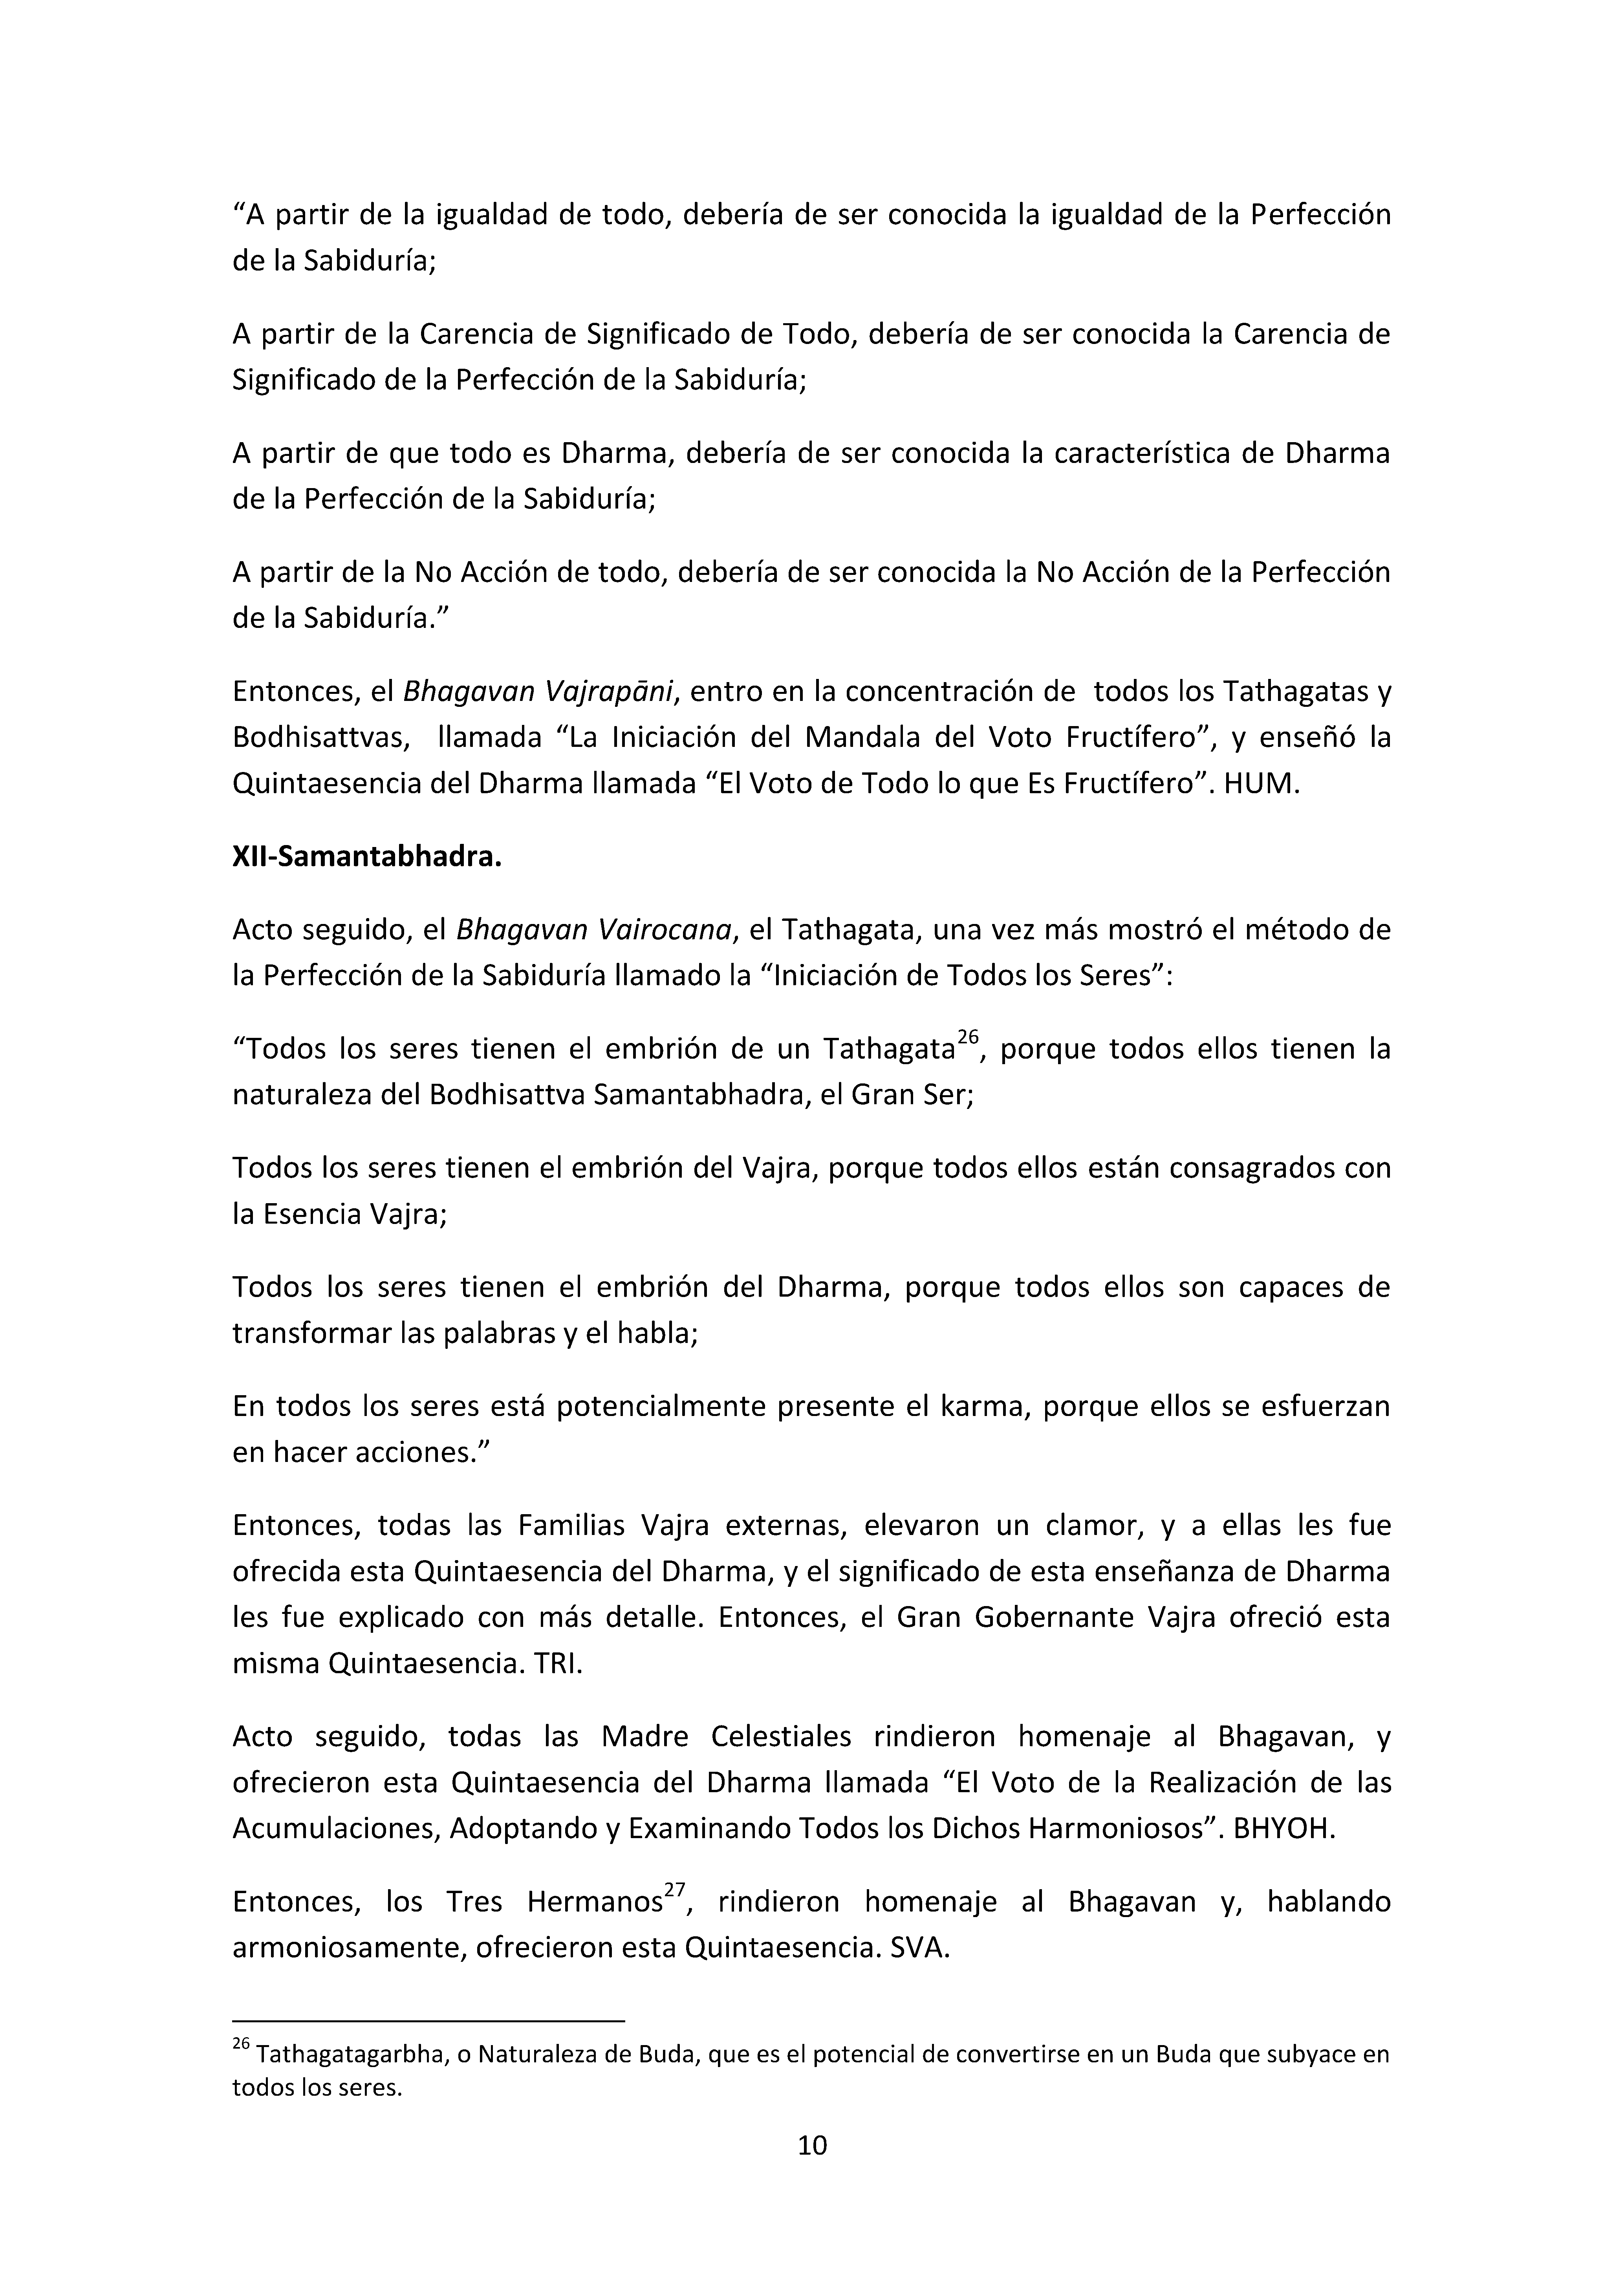 “A partir de la igualdad de todo, debería de ser conocida la igualdad de la Perfección
de la Sabiduría;
A partir de la Carencia de Significado de Todo, debería de ser conocida la Carencia de
Significado de la Perfección de la Sabiduría;
A partir de que todo es Dharma, debería de ser conocida la característica de Dharma
de la Perfección de la Sabiduría;
A partir de la No Acción de todo, debería de ser conocida la No Acción de la Perfección
de la Sabiduría.”
Entonces, el Bhagavan Vajrapāni, entro en la concentración de todos los Tathagatas y
Bodhisattvas, llamada “La Iniciación del Mandala del Voto Fructífero”, y enseñó la
Quintaesencia del Dharma llamada “El Voto de Todo lo que Es Fructífero”. HUM.
XII-Samantabhadra.
Acto seguido, el Bhagavan Vairocana, el Tathagata, una vez más mostró el método de
la Perfección de la Sabiduría llamado la “Iniciación de Todos los Seres”:
“Todos los seres tienen el embrión de un Tathagata26, porque todos ellos tienen la
naturaleza del Bodhisattva Samantabhadra, el Gran Ser;
Todos los seres tienen el embrión del Vajra, porque todos ellos están consagrados con
la Esencia Vajra;
Todos los seres tienen el embrión del Dharma, porque todos ellos son capaces de
transformar las palabras y el habla;
En todos los seres está potencialmente presente el karma, porque ellos se esfuerzan
en hacer acciones.”
Entonces, todas las Familias Vajra externas, elevaron un clamor, y a ellas les fue
ofrecida esta Quintaesencia del Dharma, y el significado de esta enseñanza de Dharma
les fue explicado con más detalle. Entonces, el Gran Gobernante Vajra ofreció esta
misma Quintaesencia. TRI.
Acto seguido, todas las Madre Celestiales rindieron homenaje al Bhagavan, y
ofrecieron esta Quintaesencia del Dharma llamada “El Voto de la Realización de las
Acumulaciones, Adoptando y Examinando Todos los Dichos Harmoniosos”. BHYOH.
Entonces, los Tres Hermanos27, rindieron homenaje al Bhagavan y, hablando
armoniosamente, ofrecieron esta Quintaesencia. SVA.
26 Tathagatagarbha, o Naturaleza de Buda, que es el potencial de convertirse en un Buda que subyace en
todos los seres.
10